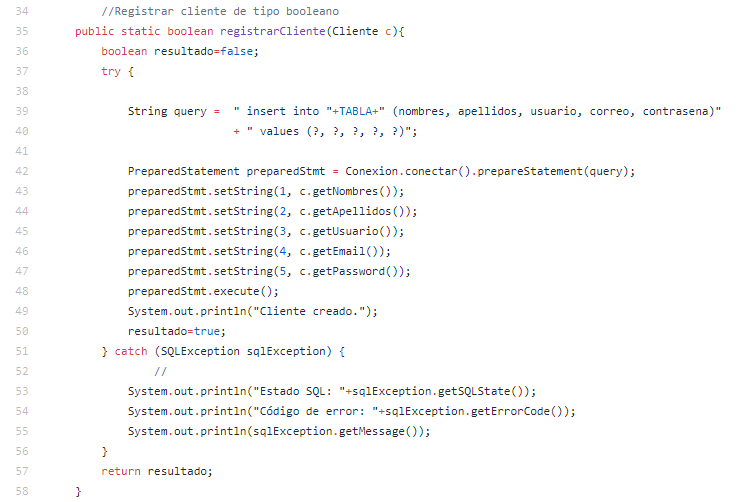 34 //Registrar cliente de tipo booleano
35 public static boolean registrarCliente(Cliente c){
36 boolean resultado=false;
37 try {
38
39 String query =  " insert into "+TABLA+" (nombres, apellidos, usuario, correo, contrasena)"
40 + " values (?, ?, ?, ?, ?)";
41
42 PreparedStatement preparedStmt = Conexion.conectar().prepareStatement(query);
43 preparedStmt.setString(1, c.getNombres());
44 preparedStmt.setString(2, c.getApellidos());
45 preparedStmt.setString(3, c.getUsuario());
46 preparedStmt.setString(4, c.getEmail());
47 preparedStmt.setString(5, c.getPassword());
48 preparedStmt.execute();
49 System.out.println("Cliente creado.");
50 resultado=true;
51 } catch (SQLException sqlException) {
52 //
53 System.out.println("Estado SQL: "+sqlException.getSQLState());
54 System.out.println("Código de error: "+sqlException.getErrorCode());
55 System.out.println(sqlException.getMessage());
56 }
57 return resultado;
58 }